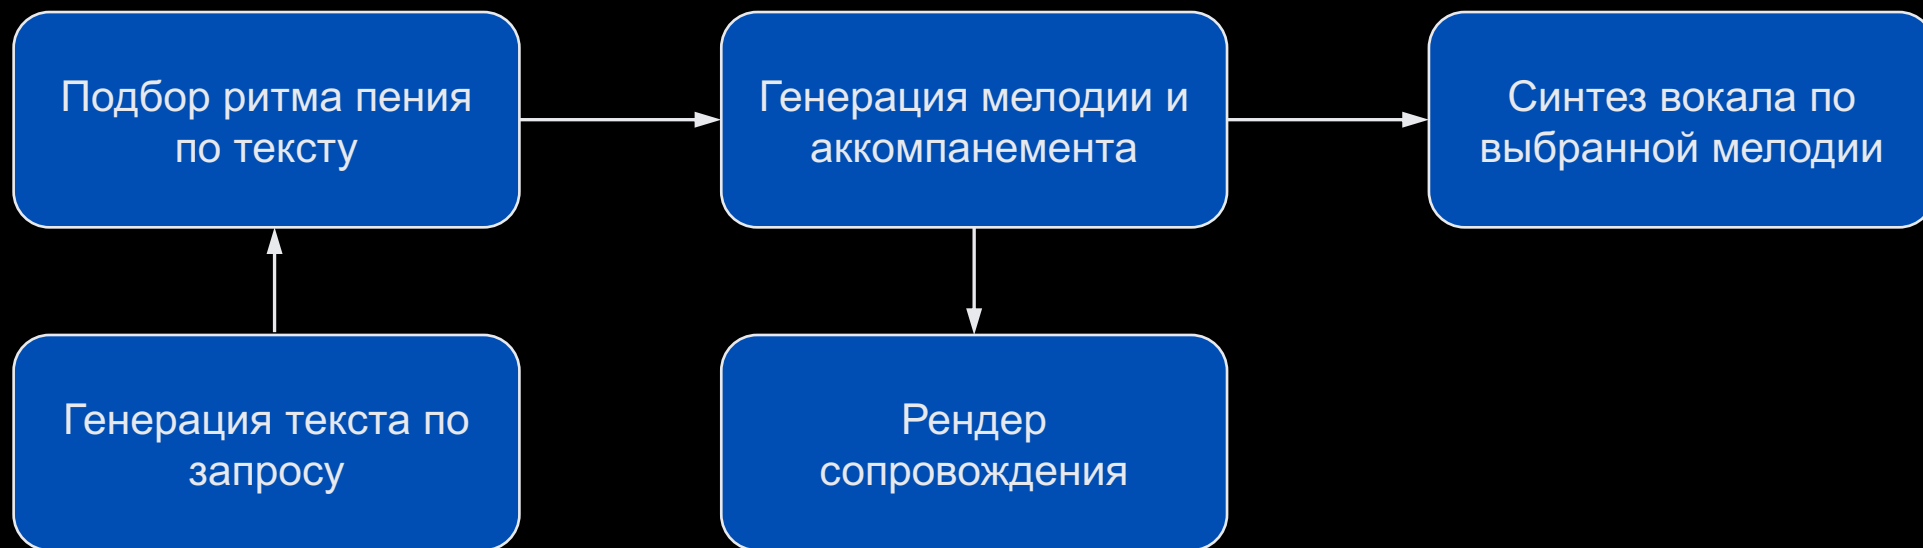 Подбор ритма пения
по тексту
Генерация мелодии и
аккомпанемента
Синтез вокала по
выбранной мелодии
Генерация текста по
запросу
Рендер
сопровождения